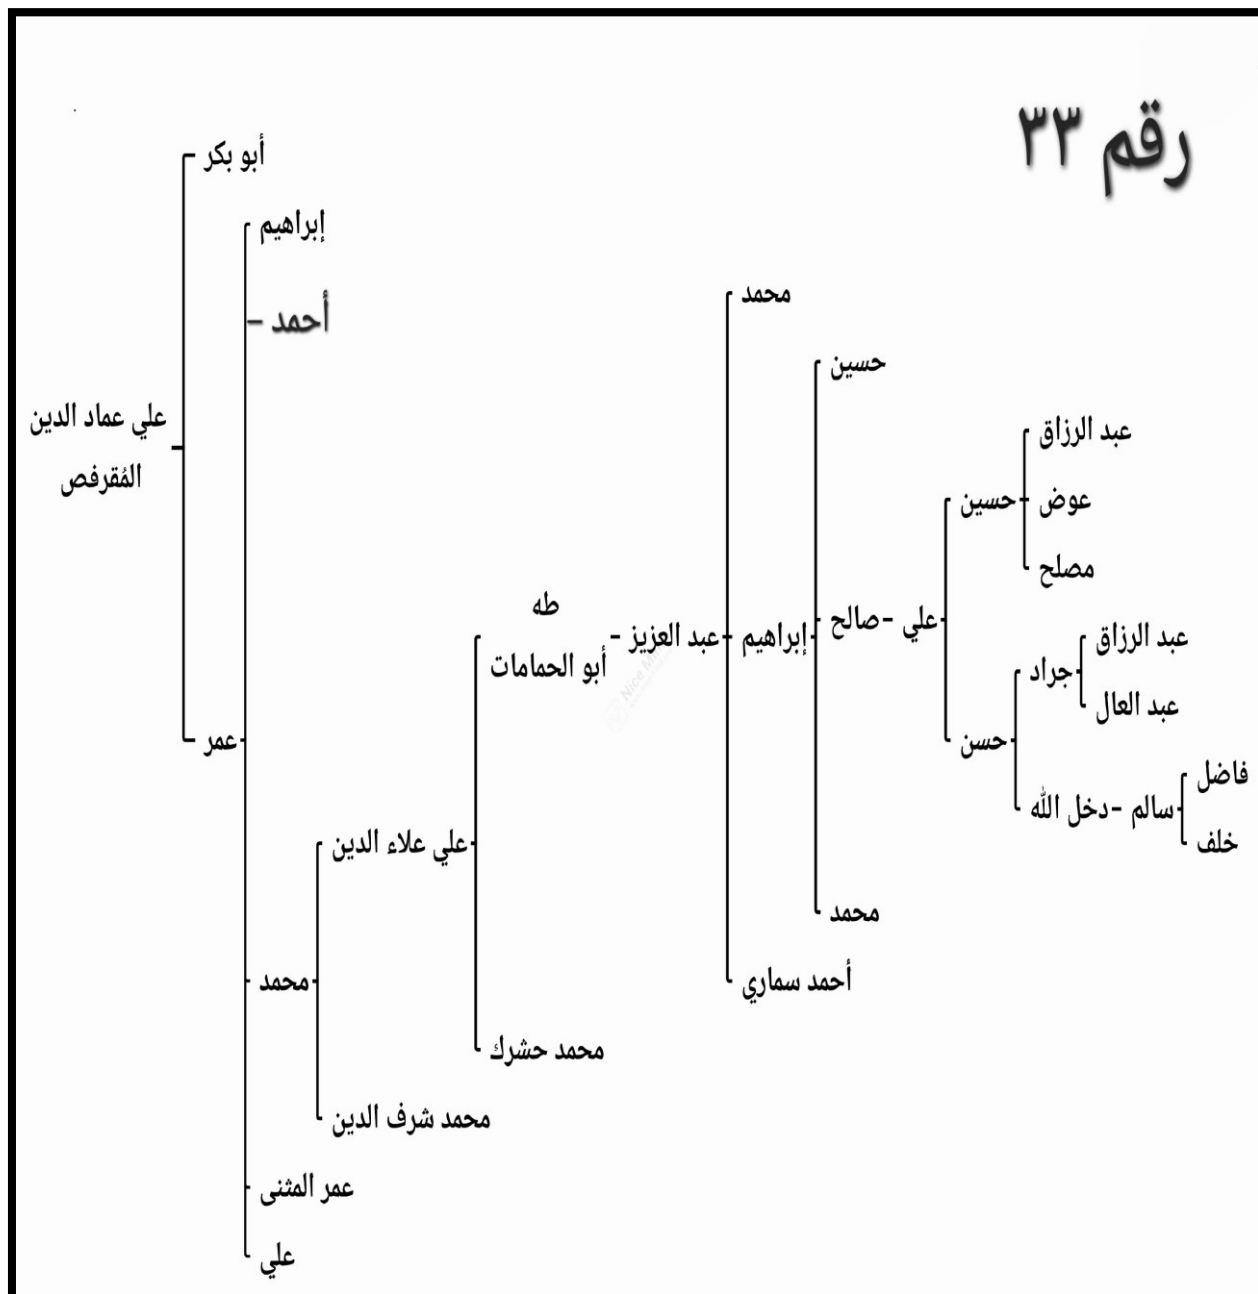 رقم ٣٣
أبو بكر
إبراهيم
أحمد
محمد
حسين
علي عماد الدين
المُقرفص
عبد الرزاق
حسين
عوض
مصلح
طه
أبو الحمامات
عبد العزيز
إبراهيم
صالح
علي
عبد الرزاق
جراد
عبد العال
عمر
حسن
فاضل
دخل الله
سالم
خلف
علي علاء الدين
محمد
محمد
أحمد سماري
محمد حشرك
محمد شرف الدين
عمر المثنى
علي